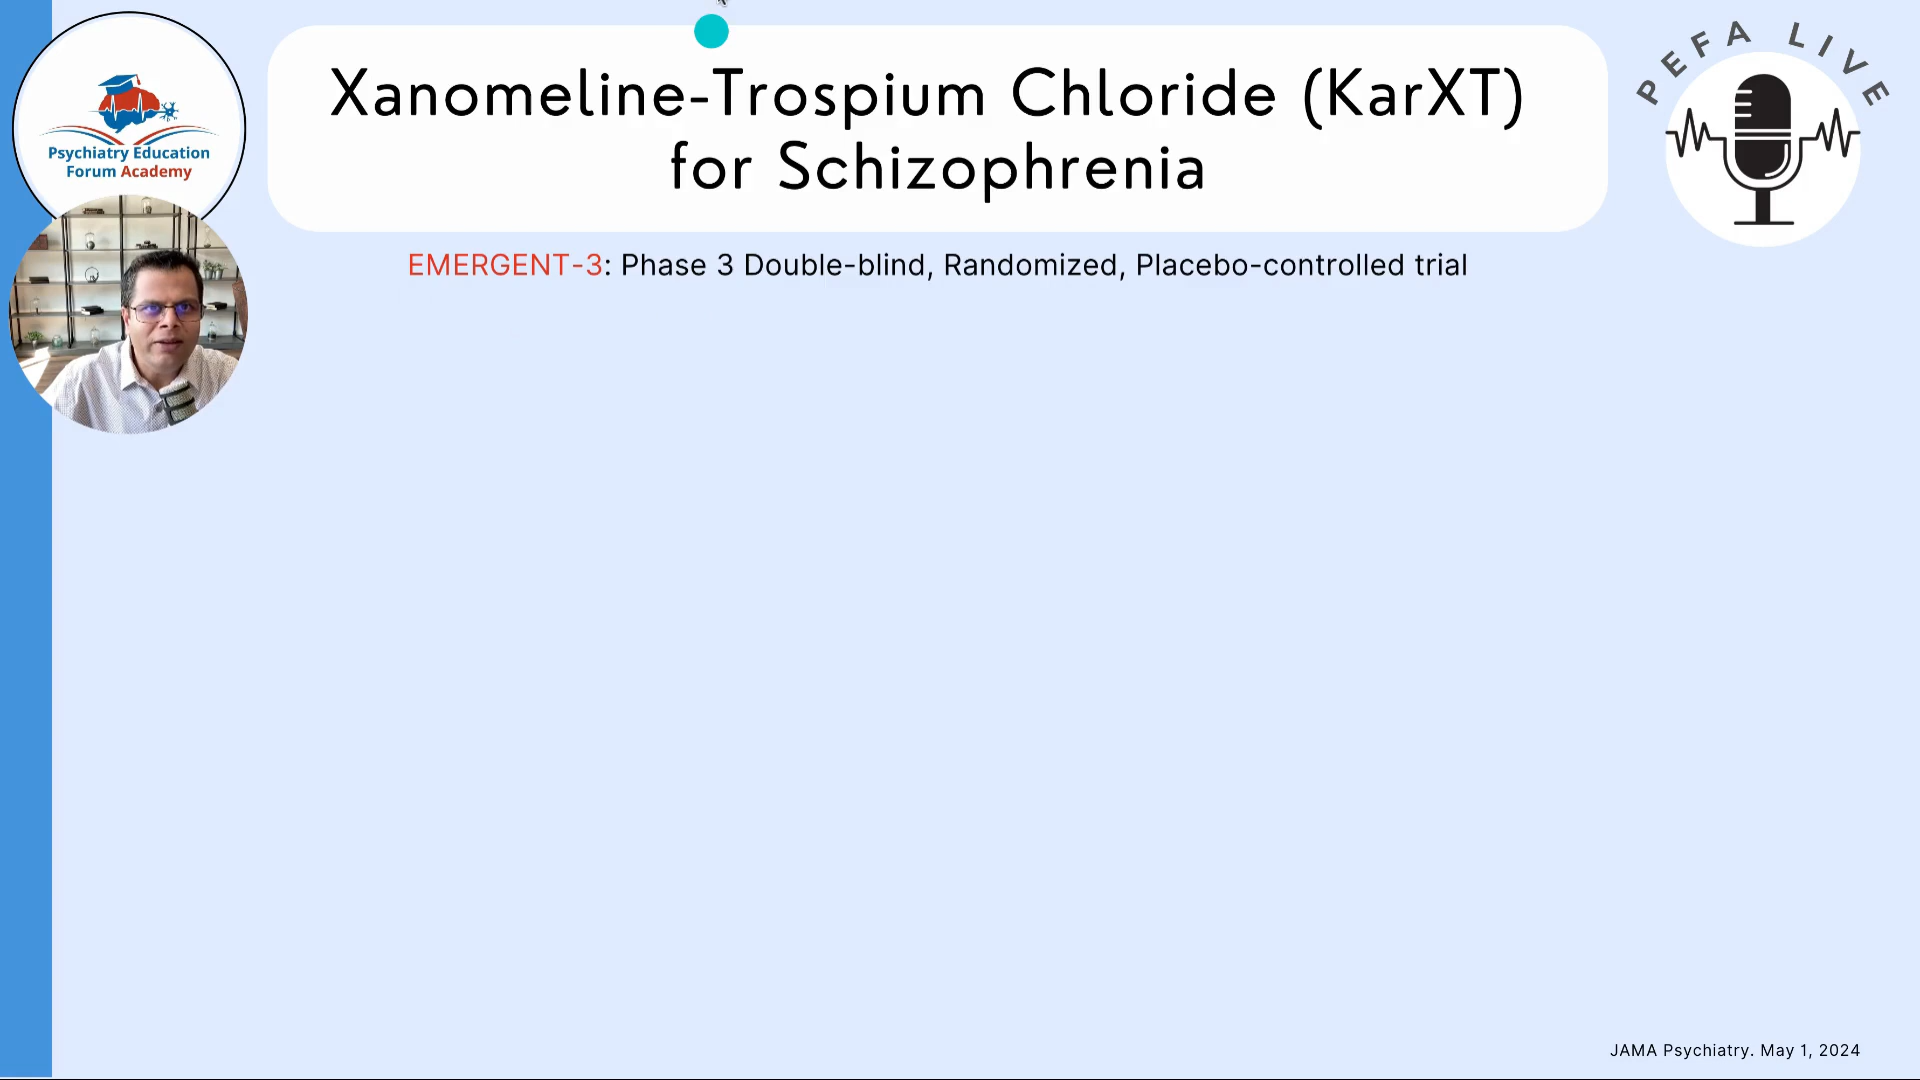 Psychiatry Education
Forum Academy
Xanomeline-Trospium Chloride (KarXT)
for Schizophrenia
PEFA LIVE
EMERGENT-3: Phase 3 Double-blind, Randomized, Placebo-controlled trial
JAMA Psychiatry. May 1, 2024